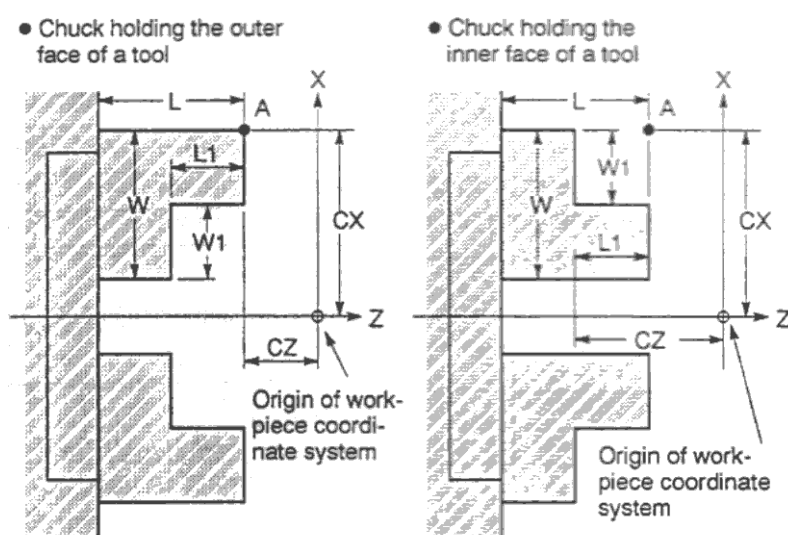 ● Chuck holding the outer
face of a tool
X
L
A
L1
W
W1
CX
Z
CZ
Origin of work-
piece coordi-
nate system
● Chuck holding the
inner face of a tool
X
L
A
W1
W
CX
L1
Z
CZ
Origin of work-
piece coordinate
system